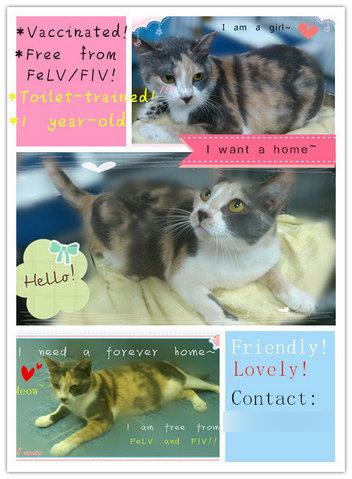 *Vaccinated!
*Free from
FeLV/FIV!
*Toilet-trained!
*1 year-old
I am a girl~
I want a home~
Hello!
I need a forever home~
Meow~
I am free from
FeLV and FIV!!
Friendly!
Lovely!
Contact: